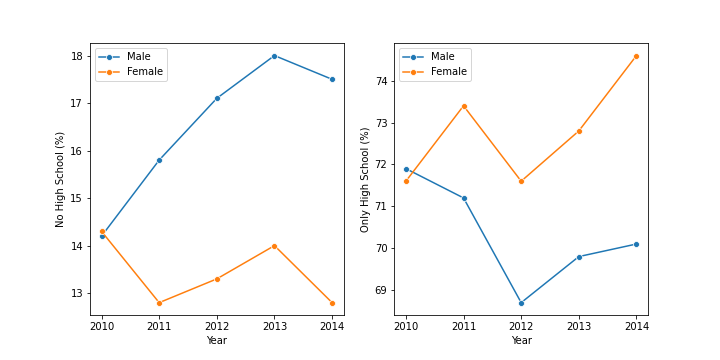 Male
Female
No High School (%)
18
17
16
15
14
13
2010 2011 2012 2013 2014
Year
Male
Female
Only High School (%)
74
73
72
71
70
69
2010 2011 2012 2013 2014
Year